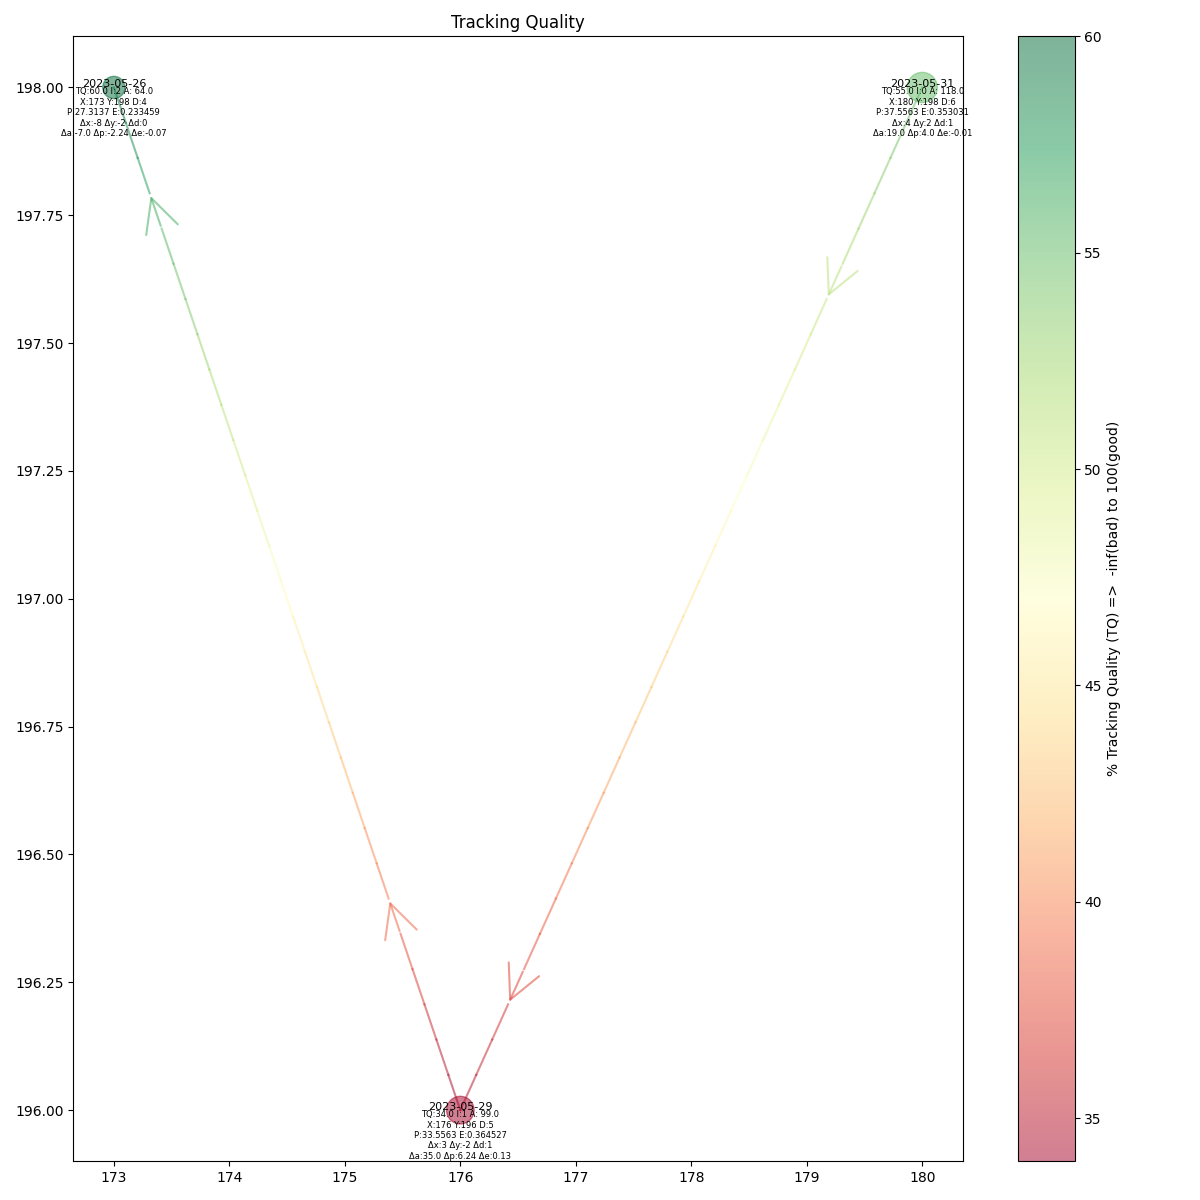 Tracking Quality
2023-05-26
TQ:60.0 I:2 A: 64.0
X:173 Y:198 D:4
P:27.3137 E:0.233459
Δx:-8 Δy:-2 Δd:0
Δa:-7.0 Δp:-2.24 Δe:-0.07
2023-05-31
TQ:55.0 I:0 A: 118.0
X:180 Y:198 D:6
P:37.5563 E:0.353031
Δx:4 Δy:2 Δd:1
Δa:19.0 Δp:4.0 Δe:-0.01
2023-05-29
TQ:34.0 I:1 A: 99.0
X:176 Y:196 D:5
P:33.5563 E:0.364527
Δx:3 Δy:-2 Δd:1
Δa:35.0 Δp:6.24 Δe:0.13
198.00
197.75
197.50
197.25
197.00
196.75
196.50
196.25
196.00
173
174
175
176
177
178
179
180
60
55
50
45
40
35
% Tracking Quality (TQ) => -inf(bad) to 100(good)